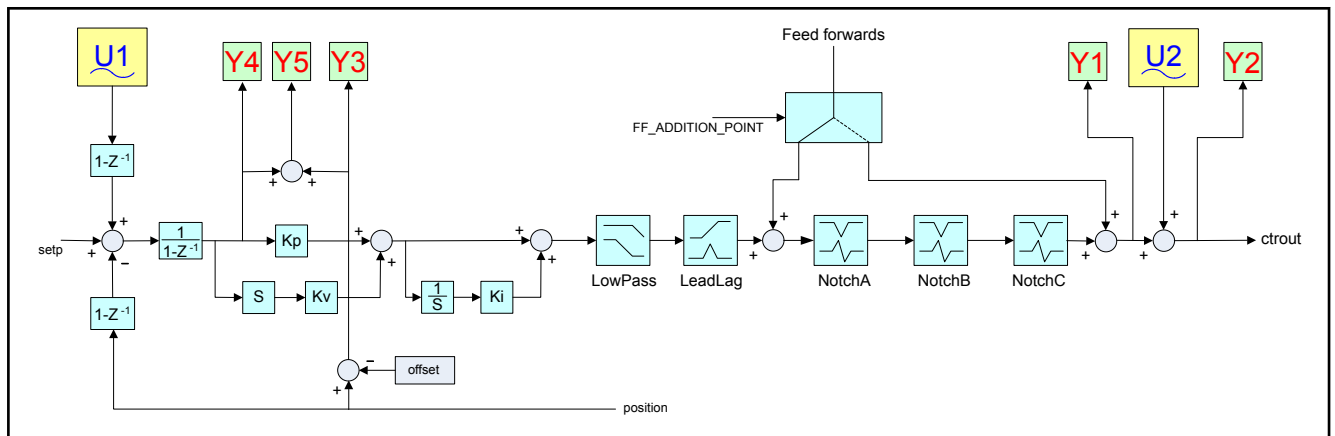 Feed forwards
U1
Y4
Y5
Y3
Y1
U2
Y2
FF_ADDITION_POINT
1-Z⁻¹
+
+
+
+
+
setp
+
−
1
1-Z⁻¹
Kp
+
+
+
+
LowPass
LeadLag
+
NotchA
NotchB
NotchC
+
+
ctrout
S
Kv
1
S
Ki
1-Z⁻¹
−
offset
+
position